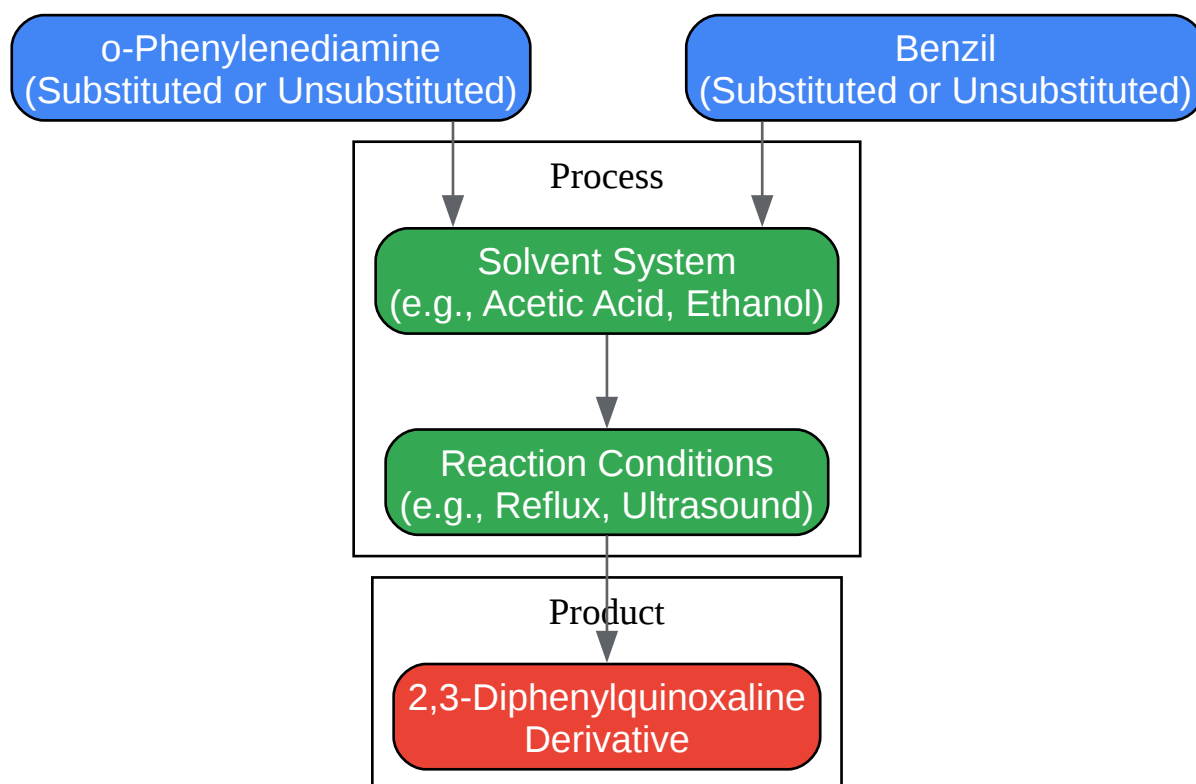 o-Phenylenediamine
(Substituted or Unsubstituted)
Benzil
(Substituted or Unsubstituted)
Process
Solvent System
(e.g., Acetic Acid, Ethanol)
Reaction Conditions
(e.g., Reflux, Ultrasound)
Product
2,3-Diphenylquinoxaline
Derivative